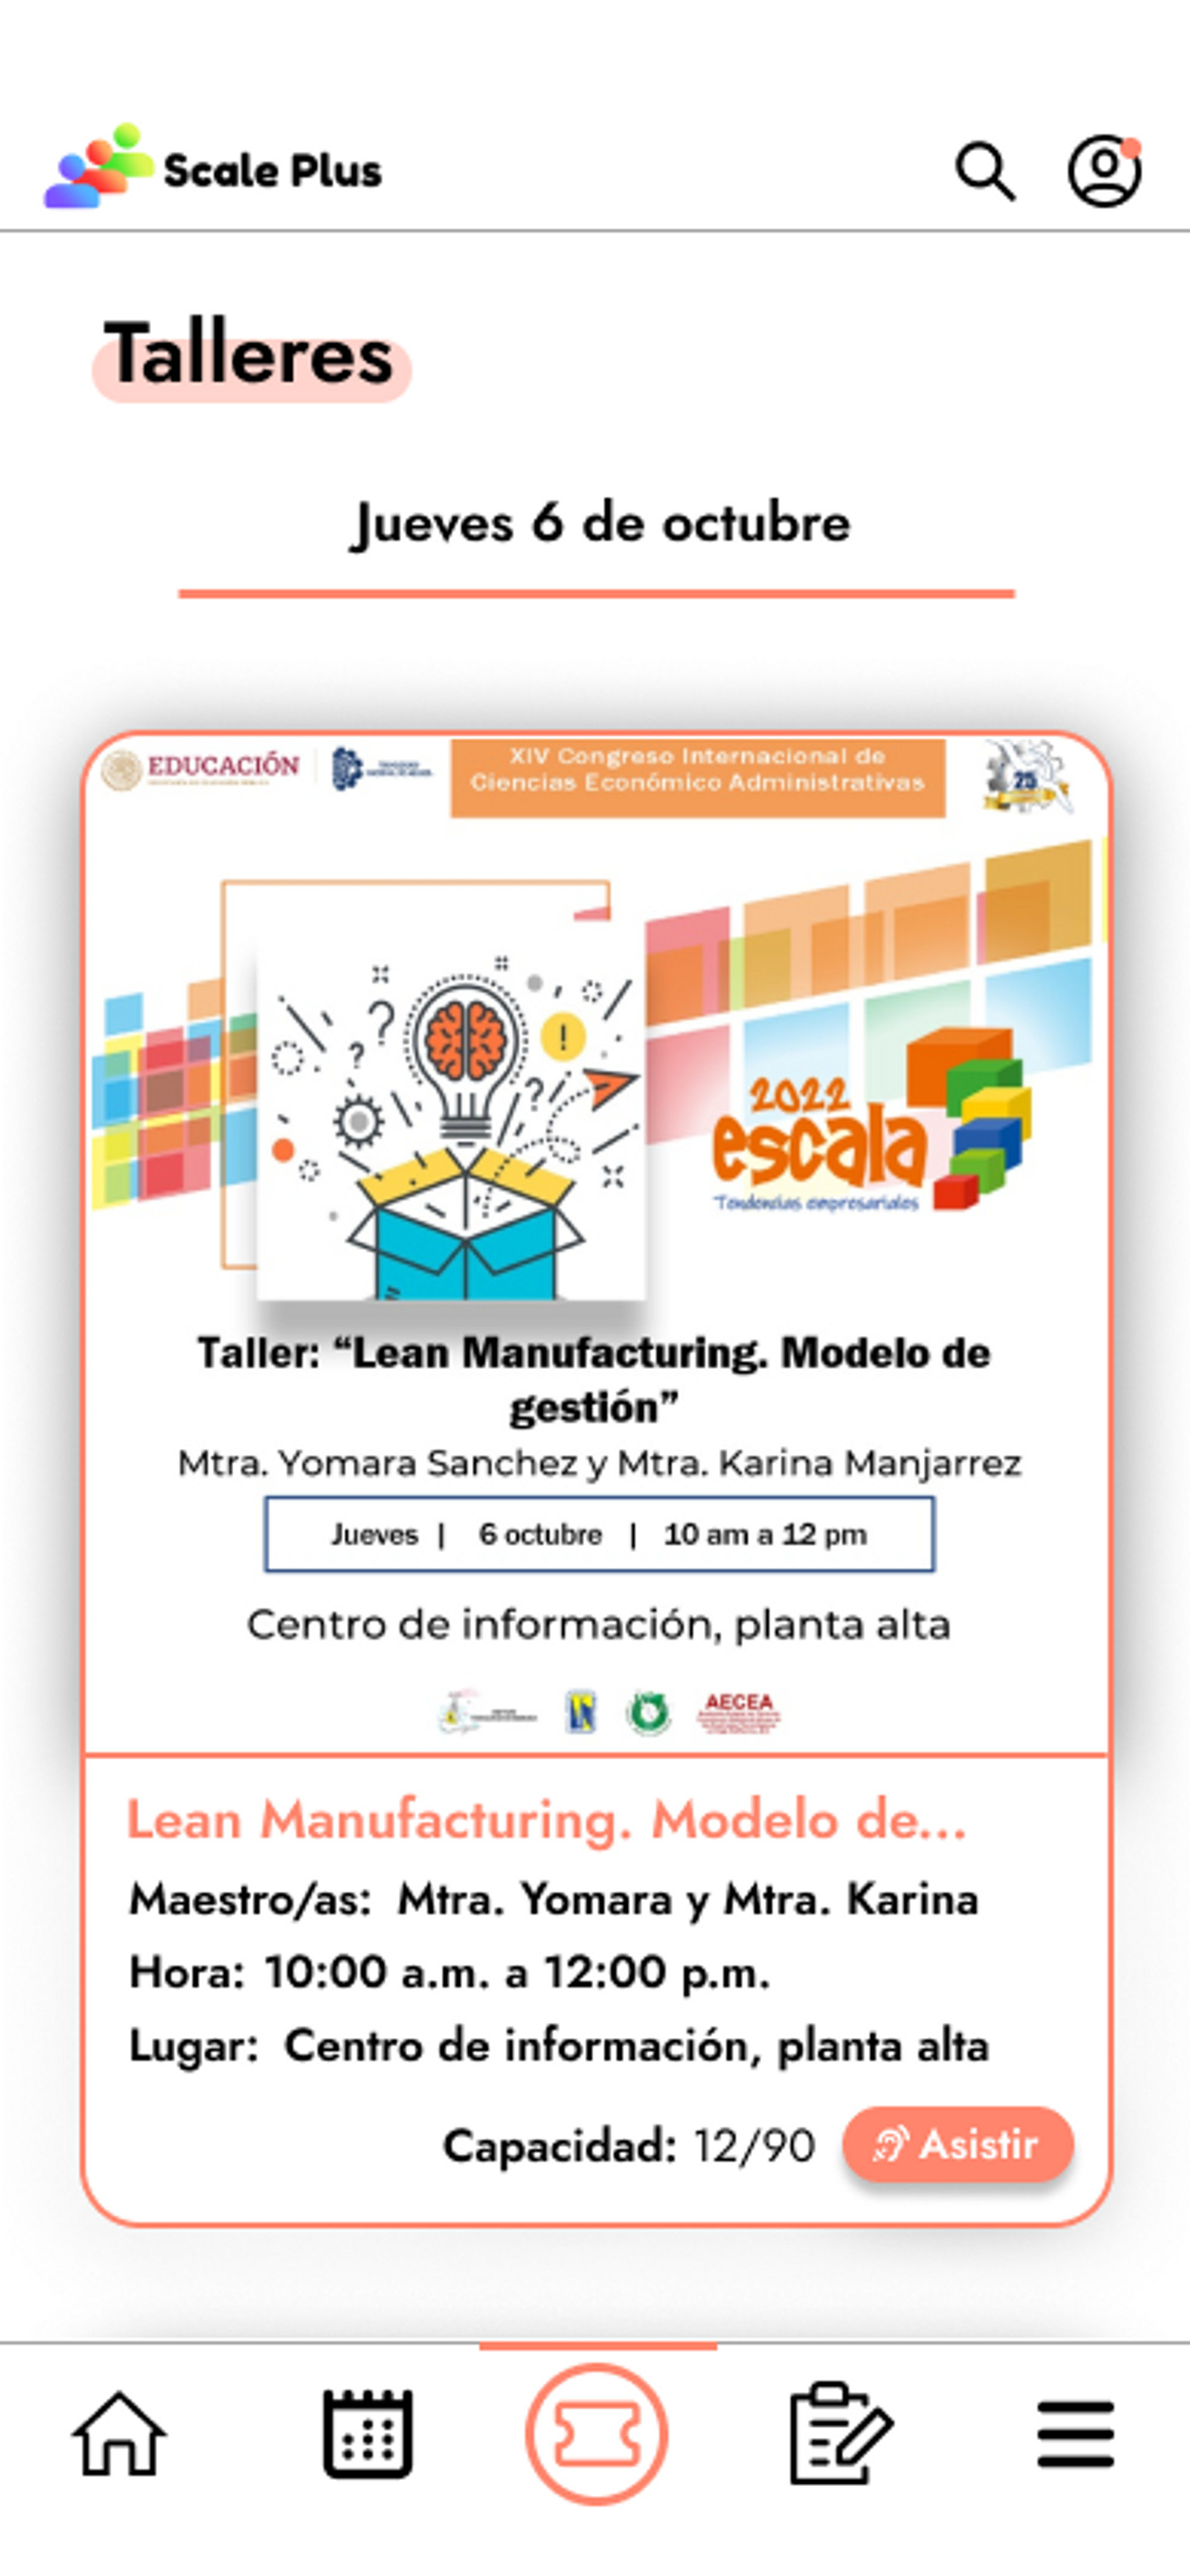 Scale Plus
Talleres
Jueves 6 de octubre
EDUCACIÓN
XIV Congreso Internacional de
Ciencias Económico Administrativas
25
2022
escala
Tendencias empresariales
Taller: “Lean Manufacturing. Modelo de
gestión”
Mtra. Yomara Sanchez y Mtra. Karina Manjarrez
Jueves | 6 octubre | 10 am a 12 pm
Centro de información, planta alta
AECEA
Lean Manufacturing. Modelo de...
Maestro/as: Mtra. Yomara y Mtra. Karina
Hora: 10:00 a.m. a 12:00 p.m.
Lugar: Centro de información, planta alta
Capacidad: 12/90
Asistir